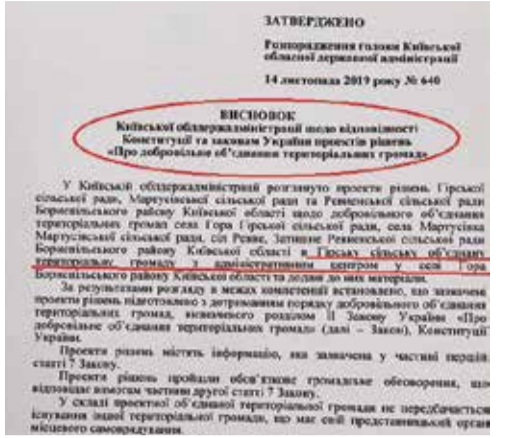 ЗАТВЕРДЖЕНО
Розпорядження голови Київської
обласної державної адміністрації
14 листопада 2019 року № 640
ВИСНОВОК
Київської облдержадміністрації щодо відповідності
Конституції та законам України проектів рішень
«Про добровільне об'єднання територіальних громад»
У Київській облдержадміністрації розглянуто проекти рішень Гірської
сільської ради, Мартусівської сільської ради та Ревненської сільської ради
Бориспільського району Київської області щодо добровільного об'єднання
територіальних громад села Гора Гірської сільської ради, села Мартусівка
Мартусівської сільської ради, сіл Ревне, Затишне Ревненської сільської ради
Бориспільського району Київської області в Гірську сільську об'єднану
територіальну громаду з адміністративним центром у селі Гора
Бориспільського району Київської області та додані до них матеріали.
За результатами розгляду в межах компетенції встановлено, що зазначені
проекти рішень підготовлено з дотриманням порядку добровільного об'єднання
територіальних громад, визначеного розділом II Закону України «Про
добровільне об'єднання територіальних громад» (далі – Закон), Конституції
України.
Проекти рішень містять інформацію, яка зазначена у частині першій
статті 7 Закону.
Проекти рішень пройшли обов'язкове громадське обговорення, що
відповідає вимогам частини другої статті 7 Закону.
У складі проектної об'єднаної територіальної громади не передбачається
існування іншої територіальної громади, що має свій представницький орган
місцевого самоврядування.